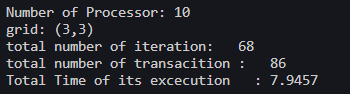 Number of Processor: 10
grid: (3,3)
total number of iteration:   68
total number of transacition :   86
Total Time of its excecution   : 7.9457